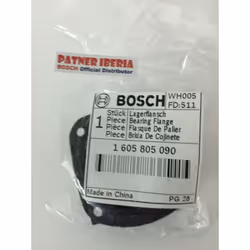 PAYNER IBERIA
BOSCH Official Distributor
BOSCH
WH005
FD:511
1
Stück Lagerflansch
Piece Bearing Flange
Pièce Flasque De Palier
Pieza Brida De Cojinete
1 605 805 090
Made in China
PG 28